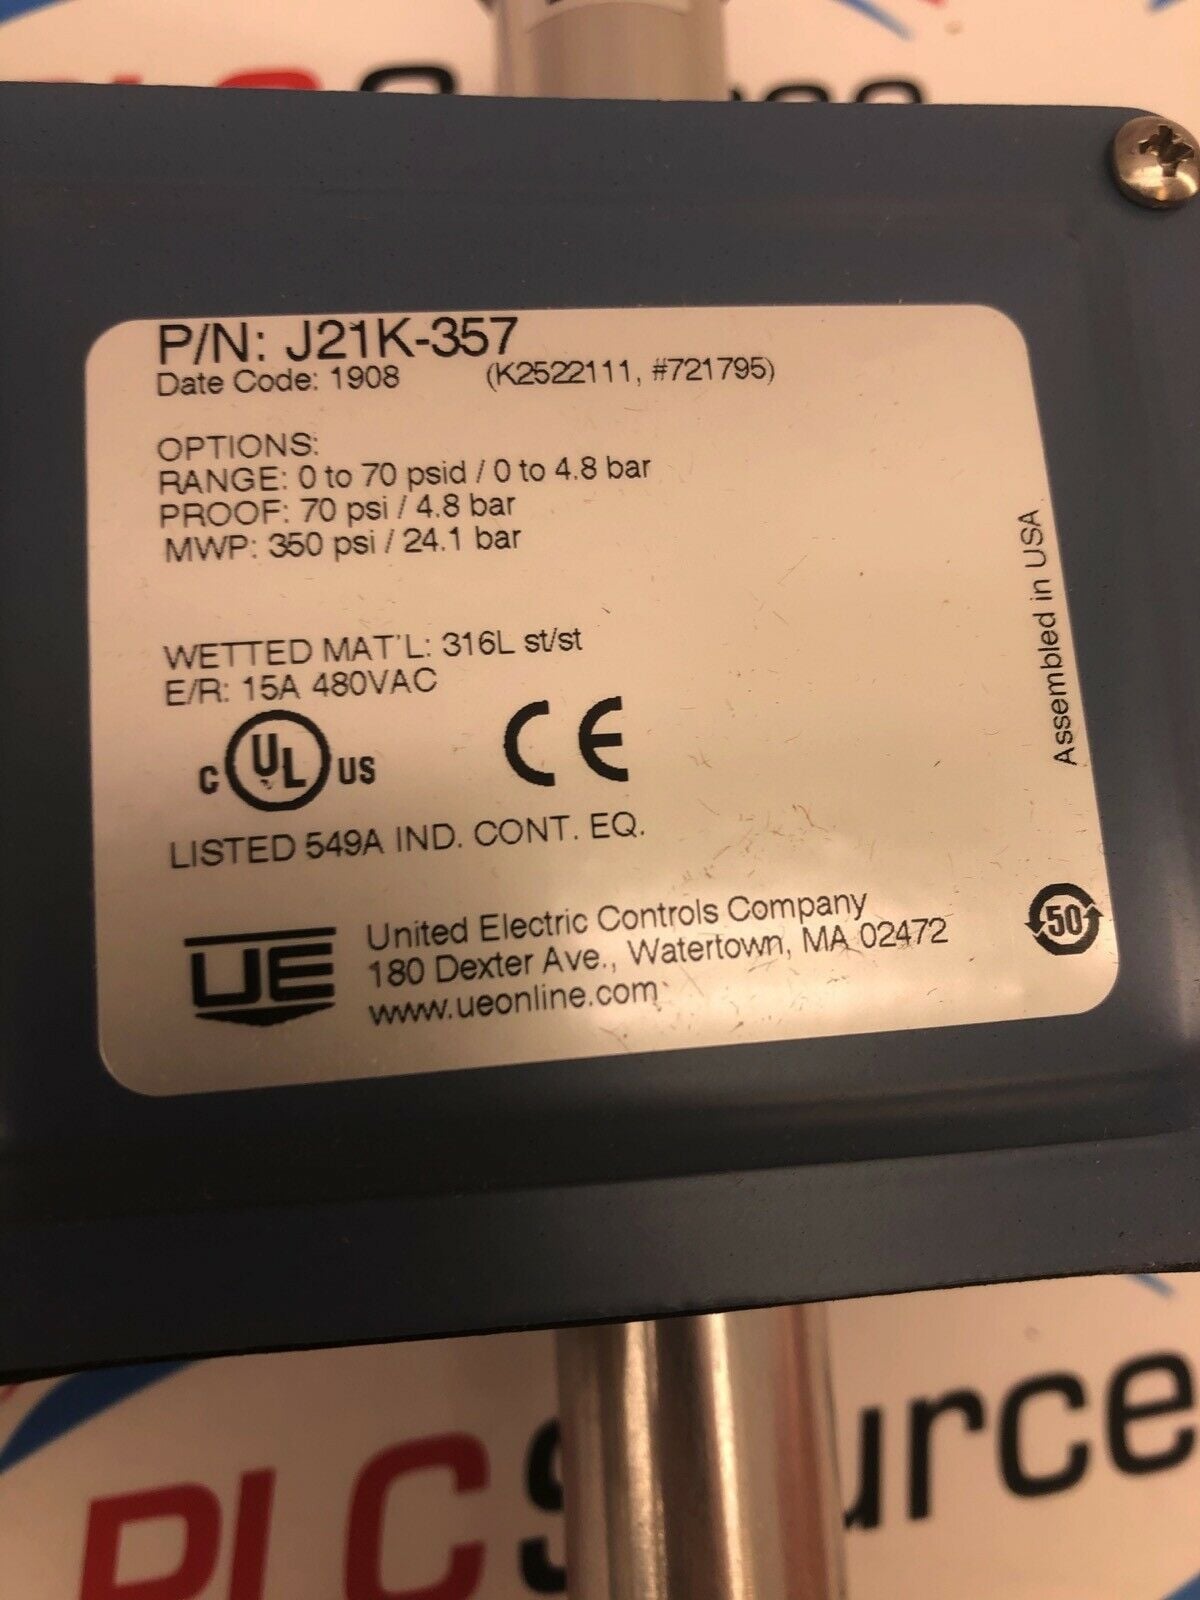 P/N: J21K-357
Date Code: 1908 (K2522111, #721795)
OPTIONS:
RANGE: 0 to 70 psid / 0 to 4.8 bar
PROOF: 70 psi / 4.8 bar
MWP: 350 psi / 24.1 bar
WETTED MAT'L: 316L st/st
E/R: 15A 480VAC
C UL US CE
LISTED 549A IND. CONT. EQ.
Assembled in USA
UE
United Electric Controls Company
180 Dexter Ave., Watertown, MA 02472
www.ueonline.com
50
PLC Source